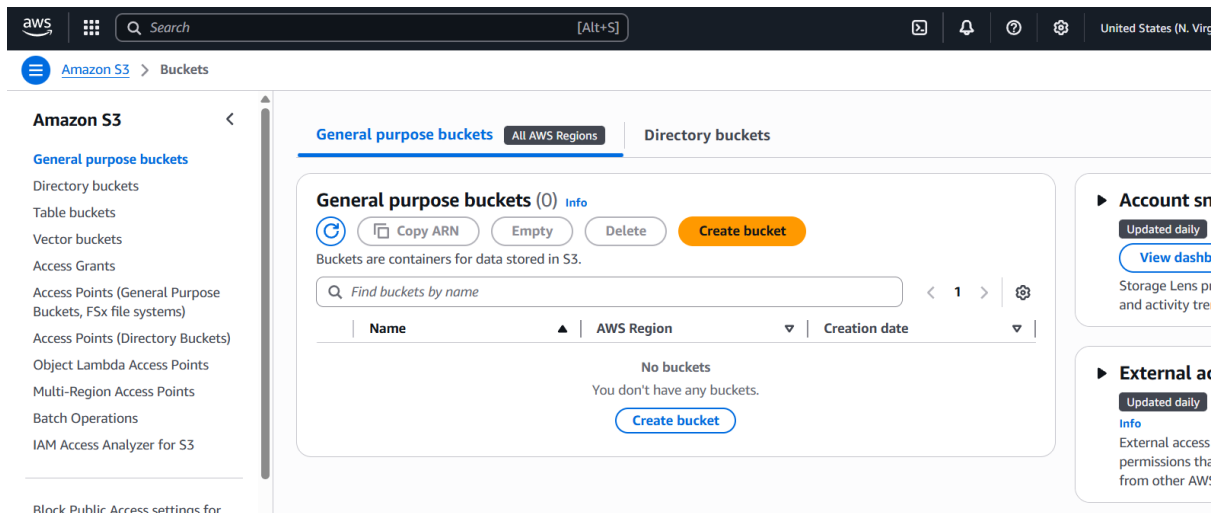 aws
Search [Alt+S]
United States (N. Virg
Amazon S3 > Buckets
Amazon S3
General purpose buckets
Directory buckets
Table buckets
Vector buckets
Access Grants
Access Points (General Purpose
Buckets, FSx file systems)
Access Points (Directory Buckets)
Object Lambda Access Points
Multi-Region Access Points
Batch Operations
IAM Access Analyzer for S3
Block Public Access settings for
General purpose buckets All AWS Regions Directory buckets
General purpose buckets (0) Info
Copy ARN Empty Delete Create bucket
Buckets are containers for data stored in S3.
Find buckets by name
1
Name AWS Region Creation date
No buckets
You don't have any buckets.
Create bucket
Account sn
Updated daily
View dashb
Storage Lens pr
and activity tre
External ac
Updated daily
Info
External access
permissions tha
from other AWS